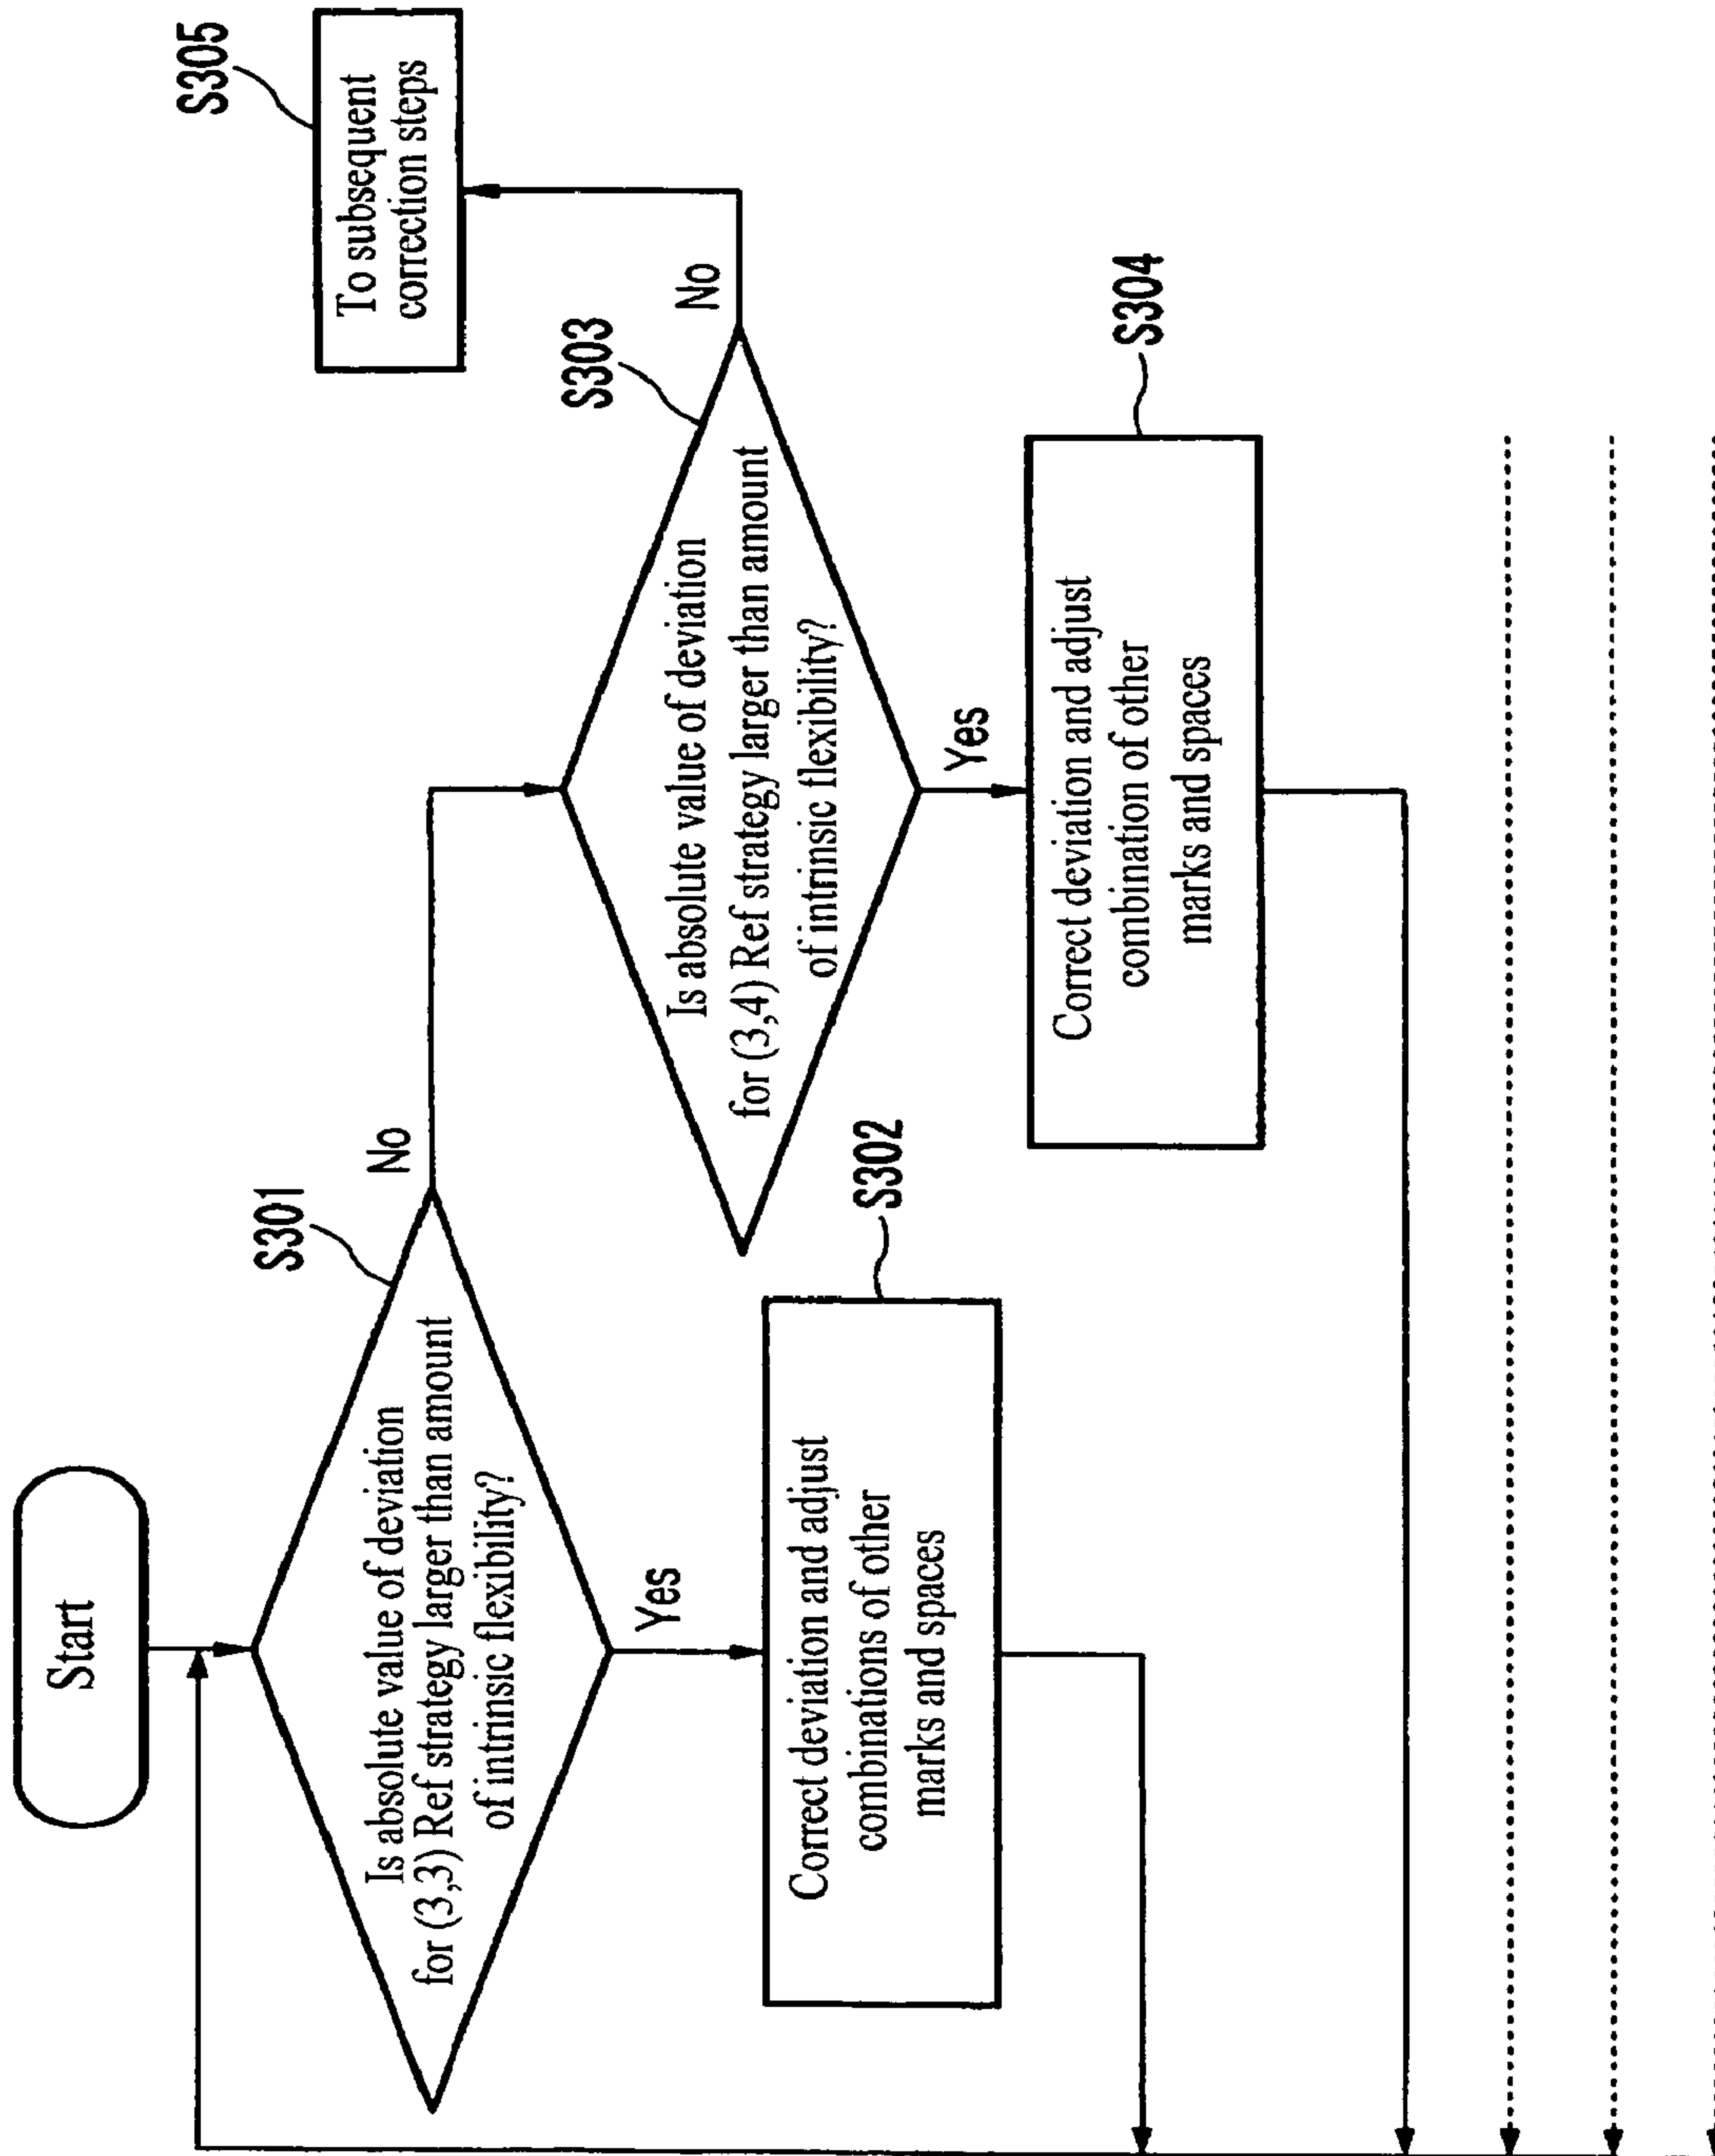 Start
S301
Is absolute value of deviation
for (3,3) Ref strategy larger than amount
of intrinsic flexibility?
No
Yes
S302
Correct deviation and adjust
combinations of other
marks and spaces
S303
Is absolute value of deviation
for (3,4) Ref strategy larger than amount
of intrinsic flexibility?
No
Yes
S304
Correct deviation and adjust
combination of other
marks and spaces
S305
To subsequent
correction steps